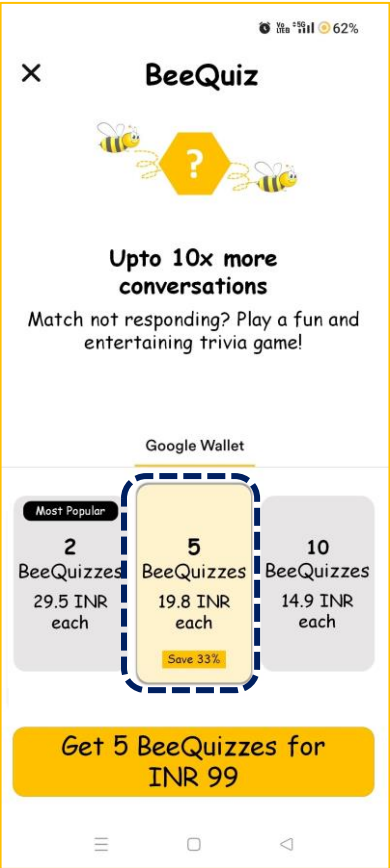 62%
BeeQuiz
?
Upto 10x more
conversations
Match not responding? Play a fun and
entertaining trivia game!
Google Wallet
Most Popular
2
BeeQuizzes
29.5 INR
each
5
BeeQuizzes
19.8 INR
each
Save 33%
10
BeeQuizzes
14.9 INR
each
Get 5 BeeQuizzes for
INR 99